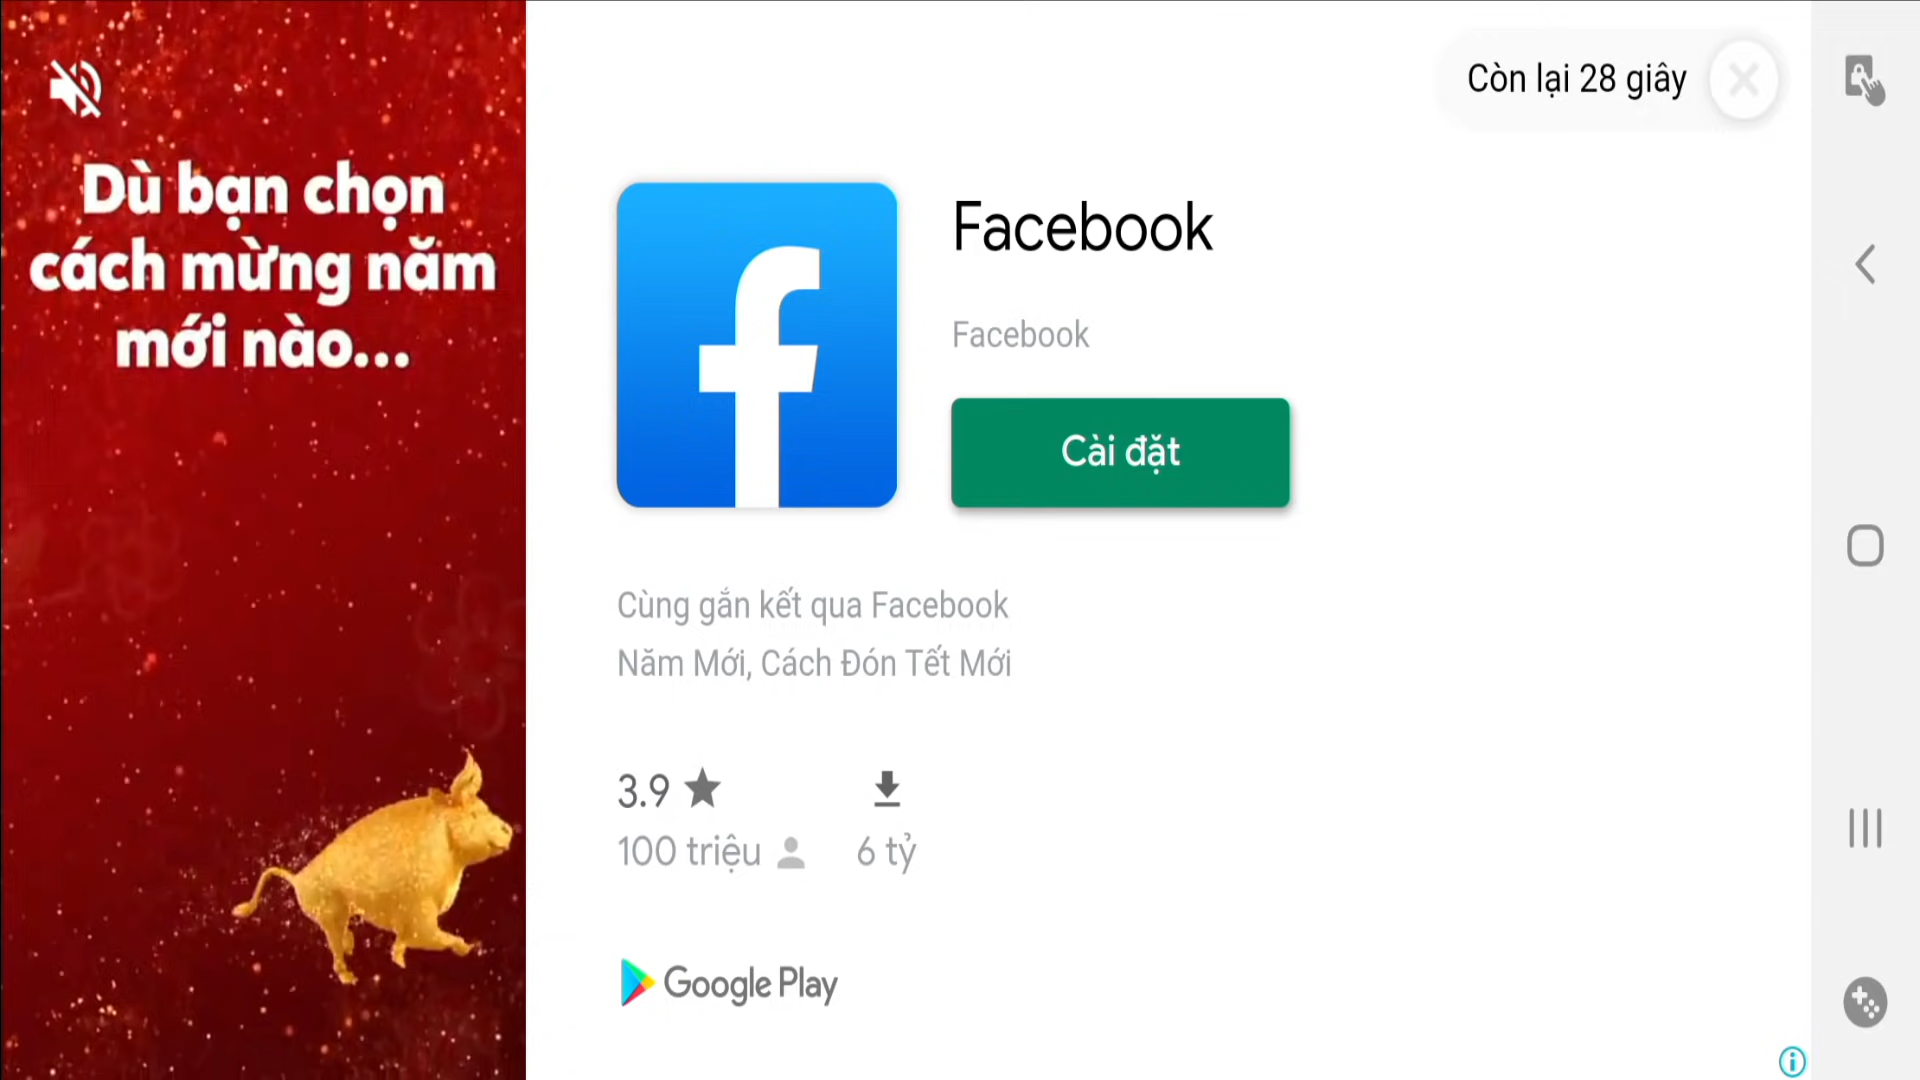 Dù bạn chọn
cách mừng năm
mới nào...
Còn lại 28 giây
Facebook
Facebook
Cài đặt
Cùng gắn kết qua Facebook
Năm Mới, Cách Đón Tết Mới
3.9
100 triệu
6 tỷ
Google Play